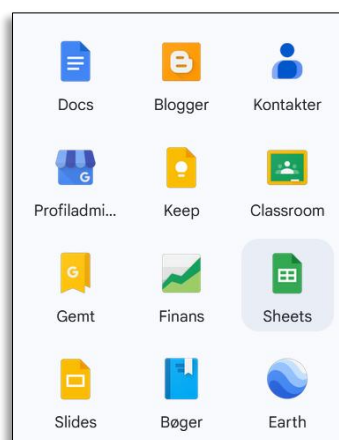 Docs Blogger Kontakter
Profiladmi... Keep Classroom
Gemt Finans Sheets
Slides Bøger Earth